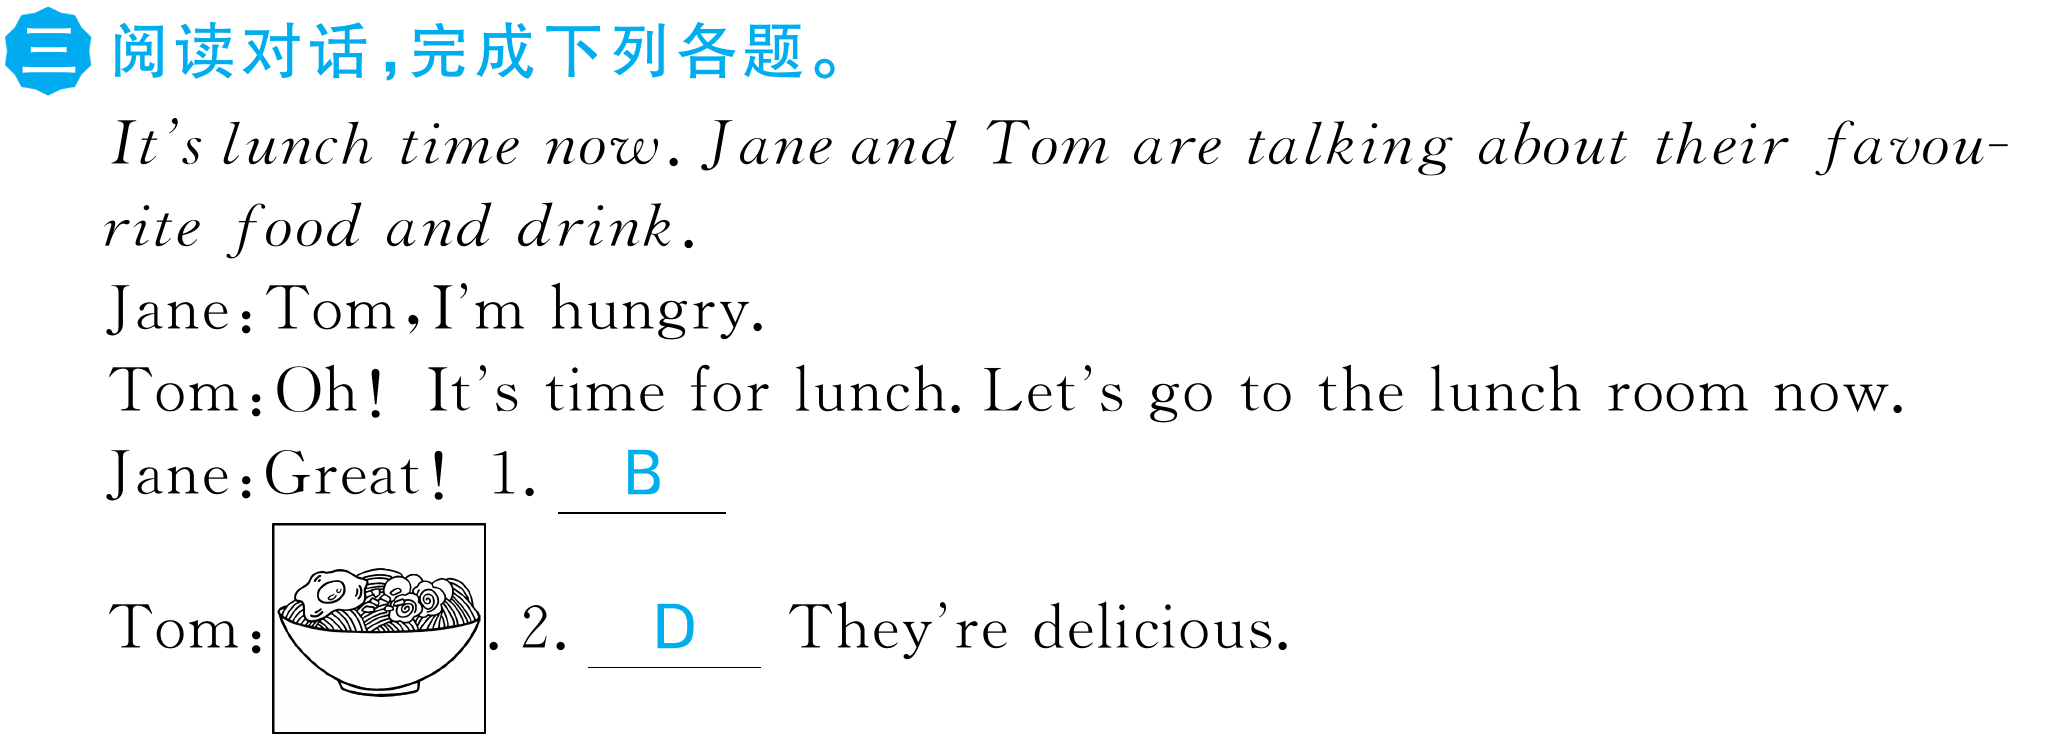 三 阅读对话,完成下列各题。
It's lunch time now. Jane and Tom are talking about their favou-
rite food and drink.
Jane:Tom,I'm hungry.
Tom:Oh! It's time for lunch. Let's go to the lunch room now.
Jane:Great! 1. B
Tom: . 2. D They're delicious.